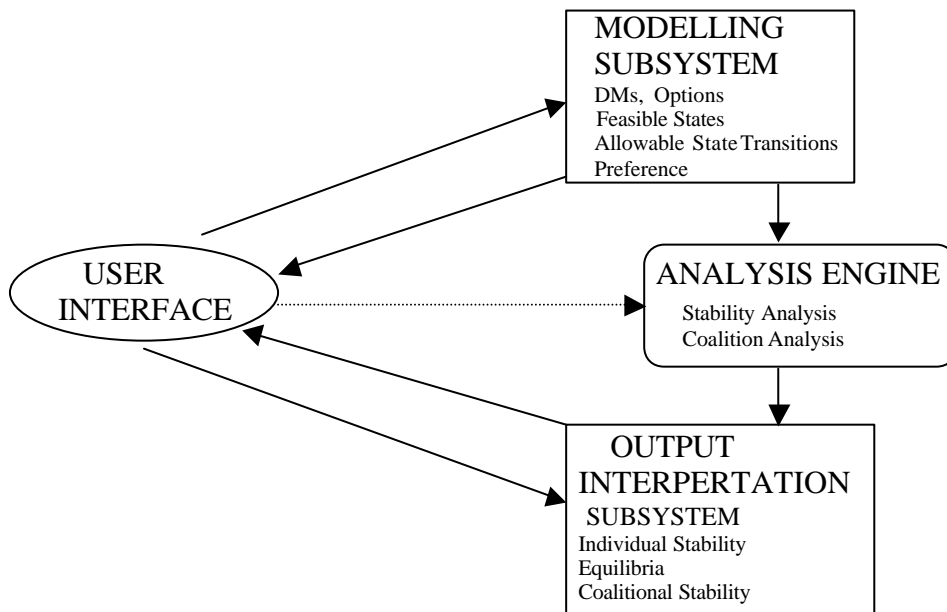 MODELLING
SUBSYSTEM
DMs, Options
Feasible States
Allowable State Transitions
Preference
USER
INTERFACE
ANALYSIS ENGINE
Stability Analysis
Coalition Analysis
OUTPUT
INTERPERTATION
SUBSYSTEM
Individual Stability
Equilibria
Coalitional Stability